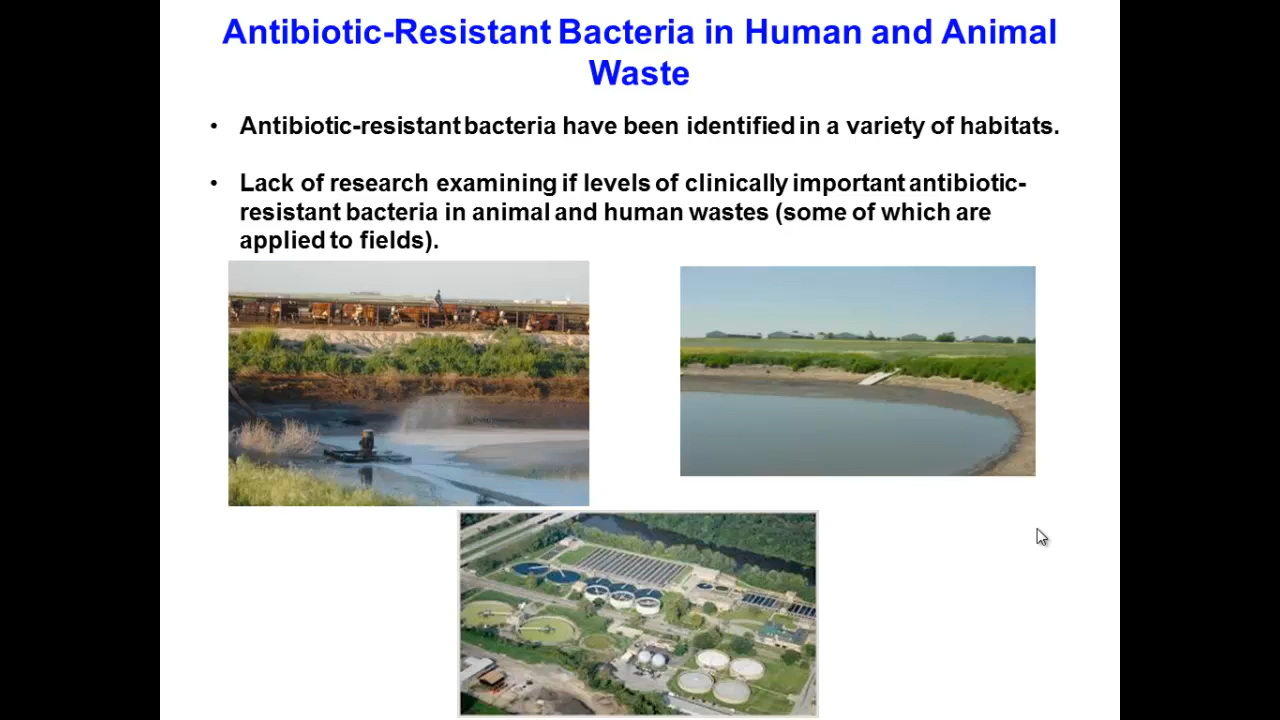 Antibiotic-Resistant Bacteria in Human and Animal
Waste
• Antibiotic-resistant bacteria have been identified in a variety of habitats.
• Lack of research examining if levels of clinically important antibiotic-
resistant bacteria in animal and human wastes (some of which are
applied to fields).